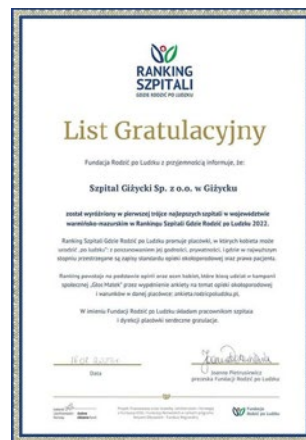 RANKING
SZPITALI
GDZIE RODZIĆ PO LUDZKU
List Gratulacyjny
Fundacja Rodzić po Ludzku z przyjemnością informuje, że:
Szpital Giżycki Sp. z o.o. w Giżycku
został wyróżniony w pierwszej trójce najlepszych szpitali w województwie
warmińsko-mazurskim w Rankingu Szpitali Gdzie Rodzić po Ludzku 2022.
Ranking Szpitali Gdzie Rodzić po Ludzku promuje placówki, w których kobieta może
urodzić „po ludzku": z poszanowaniem jej godności, prywatności, i gdzie w najwyższym
stopniu przestrzegane są zapisy standardu opieki okołoporodowej oraz prawa pacjenta.
Ranking powstaje na podstawie opinii oraz ocen kobiet, które biorą udział w kampanii
społecznej „Głos Matek" przez wypełnienie ankiety na temat opieki okołoporodowej
i warunków w danej placówce: ankieta.rodzicpoludzku.pl.
W imieniu Fundacji Rodzić po Ludzku składam pracownikom szpitala
i dyrekcji placówki serdeczne gratulacje.
Data
Joanna Pietrusiewicz
prezeska Fundacji Rodzić po Ludzku
Fundacja
Rodzić po Ludzku